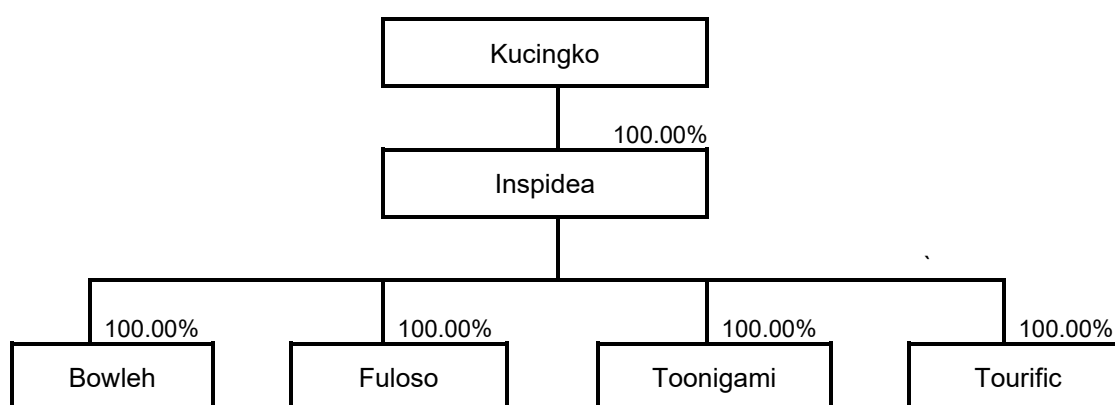 Kucingko
100.00%
Inspidea
`
100.00% 100.00% 100.00% 100.00%
Bowleh Fuloso Toonigami Tourific